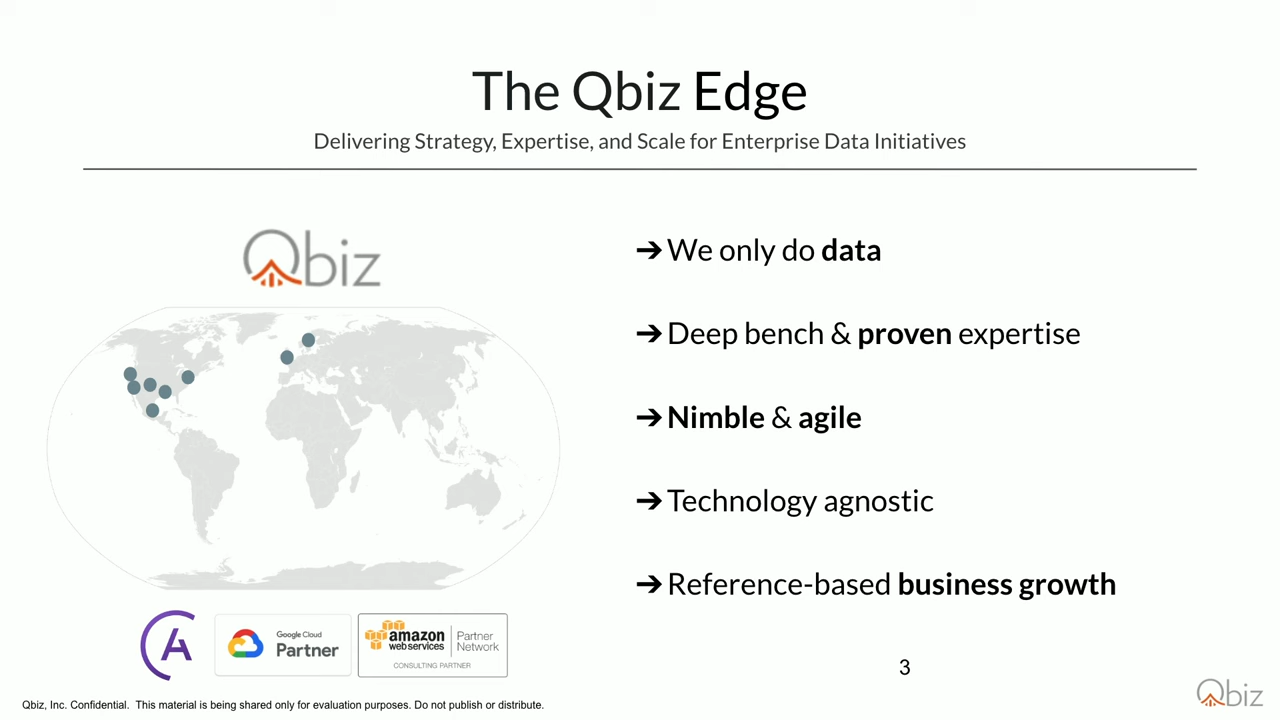 The Qbiz Edge
Delivering Strategy, Expertise, and Scale for Enterprise Data Initiatives
Qbiz
➔ We only do data
➔ Deep bench & proven expertise
➔ Nimble & agile
➔ Technology agnostic
➔ Reference-based business growth
A
Google Cloud
Partner
amazon
web services
Partner
Network
CONSULTING PARTNER
3
Qbiz, Inc. Confidential. This material is being shared only for evaluation purposes. Do not publish or distribute.
Qbiz